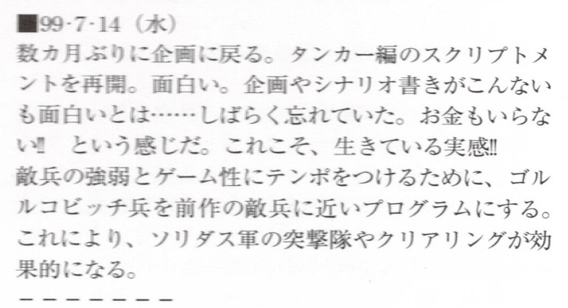 ■99·7·14（水）
数カ月ぶりに企画に戻る。タンカー編のスクリプトメ
ントを再開。面白い。企画やシナリオ書きがこんない
も面白いとは……しばらく忘れていた。お金もいらな
い!!　という感じだ。これこそ、生きている実感!!
敵兵の強弱とゲーム性にテンポをつけるために、ゴル
ルコビッチ兵を前作の敵兵に近いプログラムにする。
これにより、ソリダス軍の突撃隊やクリアリングが効
果的になる。
－－－－－－－